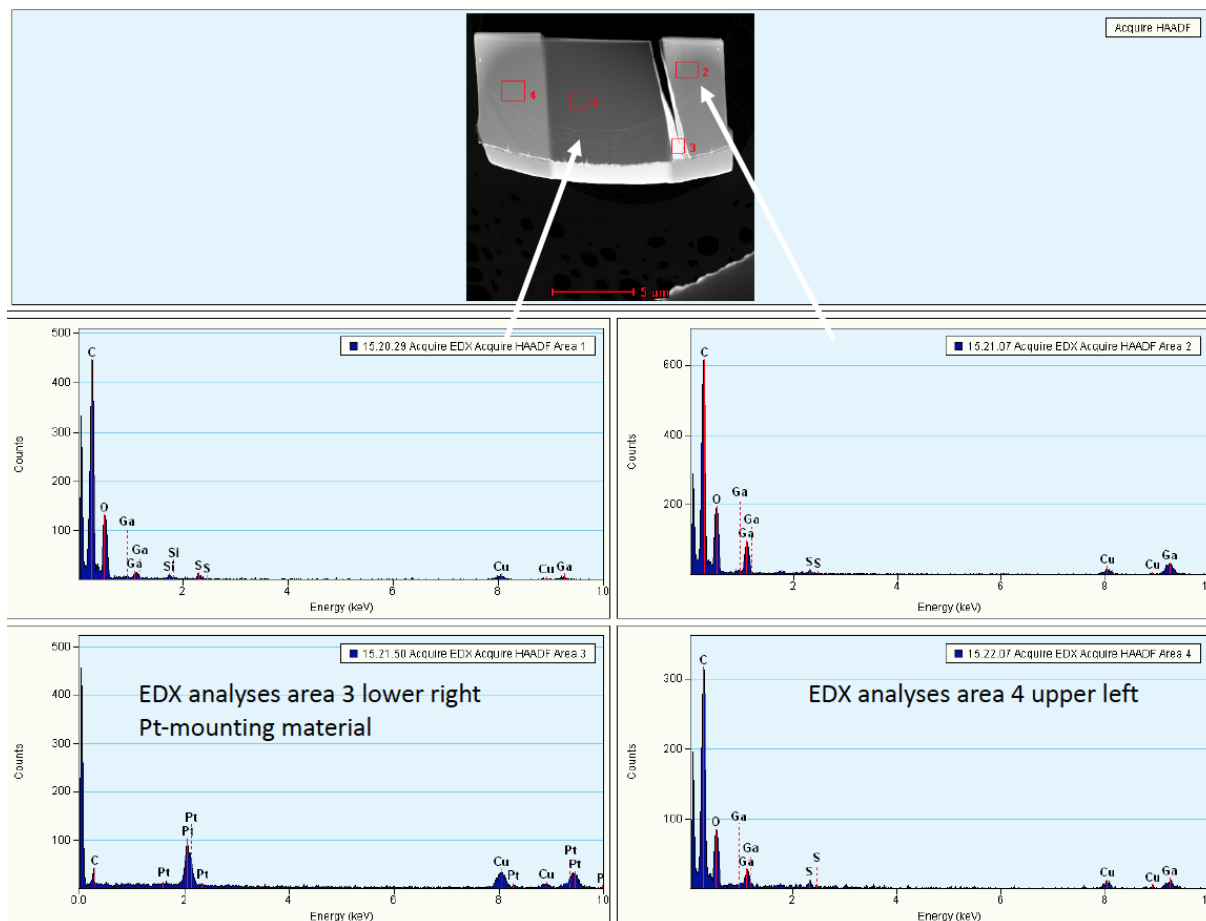 Acquire HAADF
4
1
2
3
5 um
15.20.29 Acquire EDX Acquire HAADF Area 1
500
400
300
200
100
Counts
C
O
Ga
Ga
Ga
Si
Si
S
S
Cu
Cu
Ga
2
4
6
8
10
Energy (keV)
15.21.07 Acquire EDX Acquire HAADF Area 2
600
400
200
Counts
C
O
Ga
Ga
Ga
S
S
Cu
Cu
Ga
2
4
6
8
1
Energy (keV)
15.21.50 Acquire EDX Acquire HAADF Area 3
EDX analyses area 3 lower right
Pt-mounting material
500
400
300
200
100
Counts
C
Pt
Pt
Pt
Pt
Cu
Pt
Cu
Pt
Pt
P
0.0
2
4
6
8
10
Energy (keV)
15.22.07 Acquire EDX Acquire HAADF Area 4
EDX analyses area 4 upper left
300
200
100
Counts
C
O
Ga
Ga
Ga
S
S
Cu
Cu
Ga
2
4
6
8
1
Energy (keV)